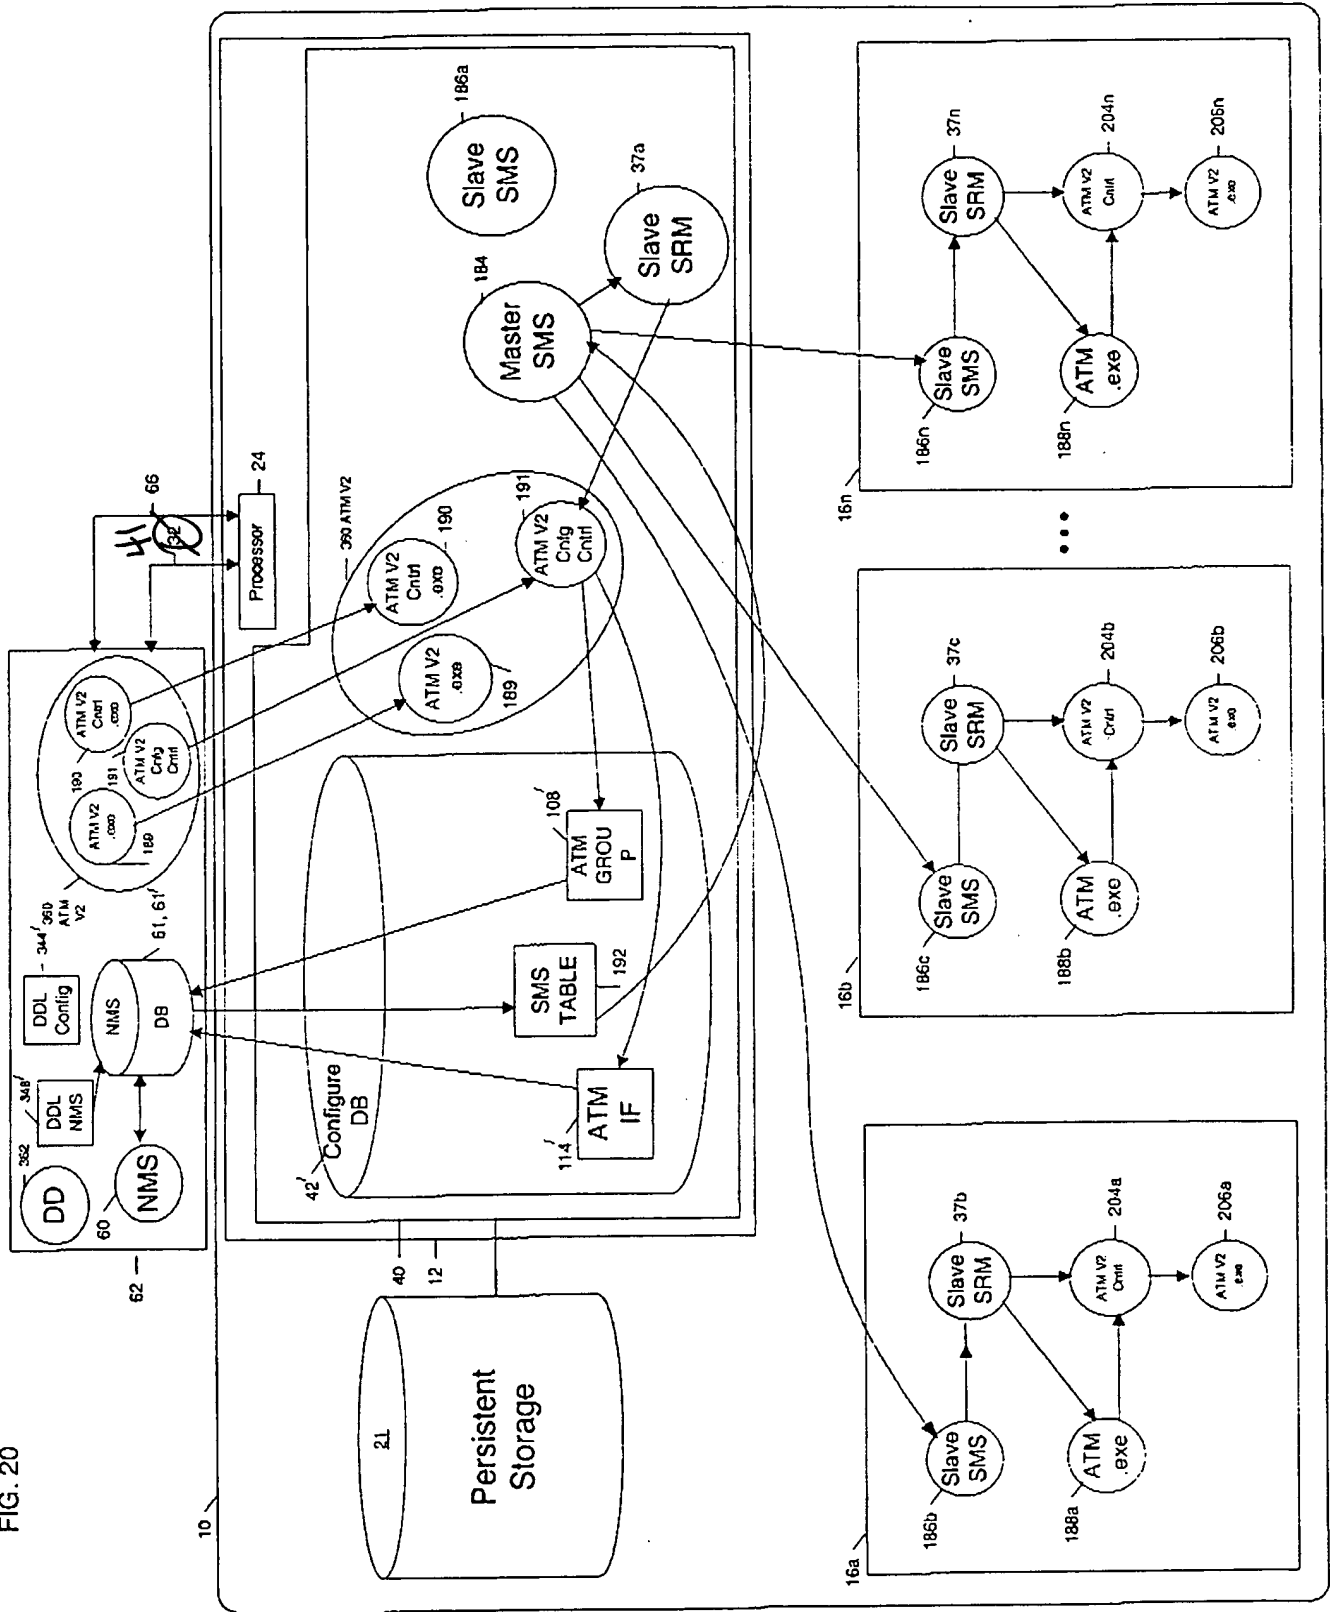 FIG. 20
10
62
60
NMS
362
DD
348'
DDL
NMS
344'
DDL
Config
NMS
DB
61, 61'
360
ATM
V2
ATM V2
.exe
189
190
ATM V2
Cntrl
.exe
191
ATM V2
Cnfg
Cntrl
41
32
66
24
Processor
40
12
21
Persistent
Storage
42'
Configure
DB
114'
ATM
IF
SMS
TABLE
192
108'
ATM
GROU
P
360 ATM V2
ATM V2
.exe
189
ATM V2
Cntrl
.exe
190
ATM V2
Cnfg
Cntrl
191
Master
SMS
184
Slave
SMS
186a
Slave
SRM
37a
16a
186b
Slave
SMS
Slave
SRM
37b
188a
ATM
.exe
ATM V2
Cntrl
204a
ATM V2
.exe
206a
16b
186c
Slave
SMS
Slave
SRM
37c
188b
ATM
.exe
ATM V2
Cntrl
204b
ATM V2
.exe
206b
•••
16n
186n
Slave
SMS
Slave
SRM
37n
188n
ATM
.exe
ATM V2
Cntrl
204n
ATM V2
.exe
206n